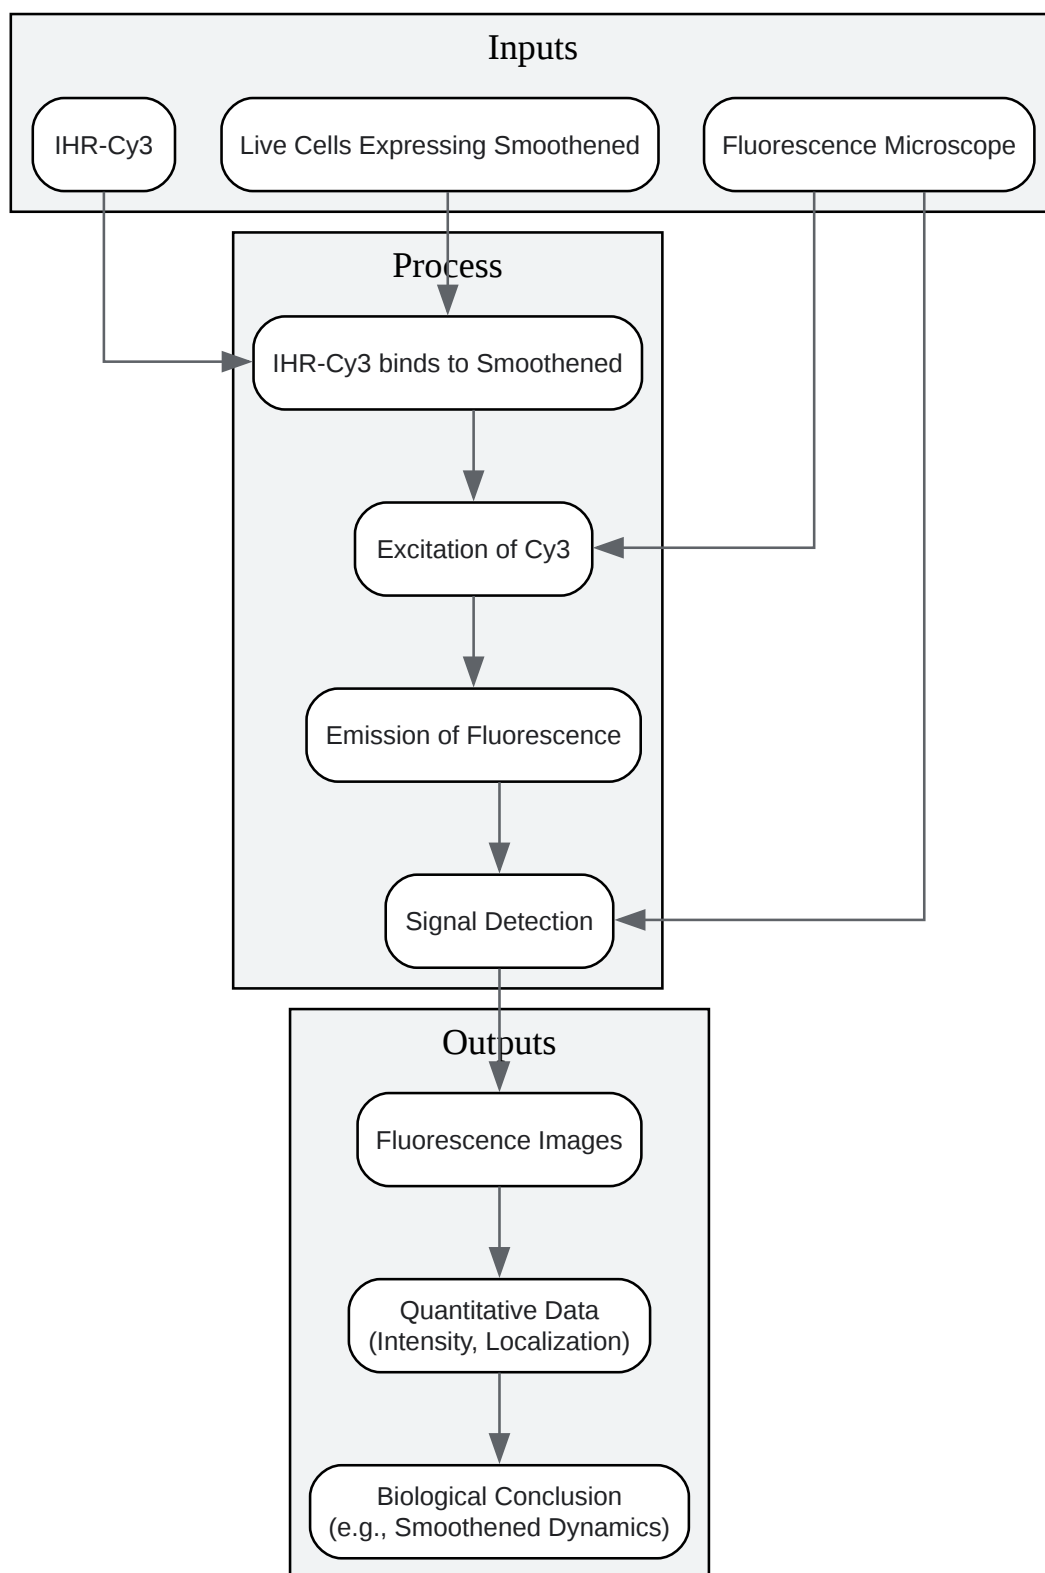 Inputs
IHR-Cy3
Live Cells Expressing Smoothened
Fluorescence Microscope
Process
IHR-Cy3 binds to Smoothened
Excitation of Cy3
Emission of Fluorescence
Signal Detection
Outputs
Fluorescence Images
Quantitative Data
(Intensity, Localization)
Biological Conclusion
(e.g., Smoothened Dynamics)